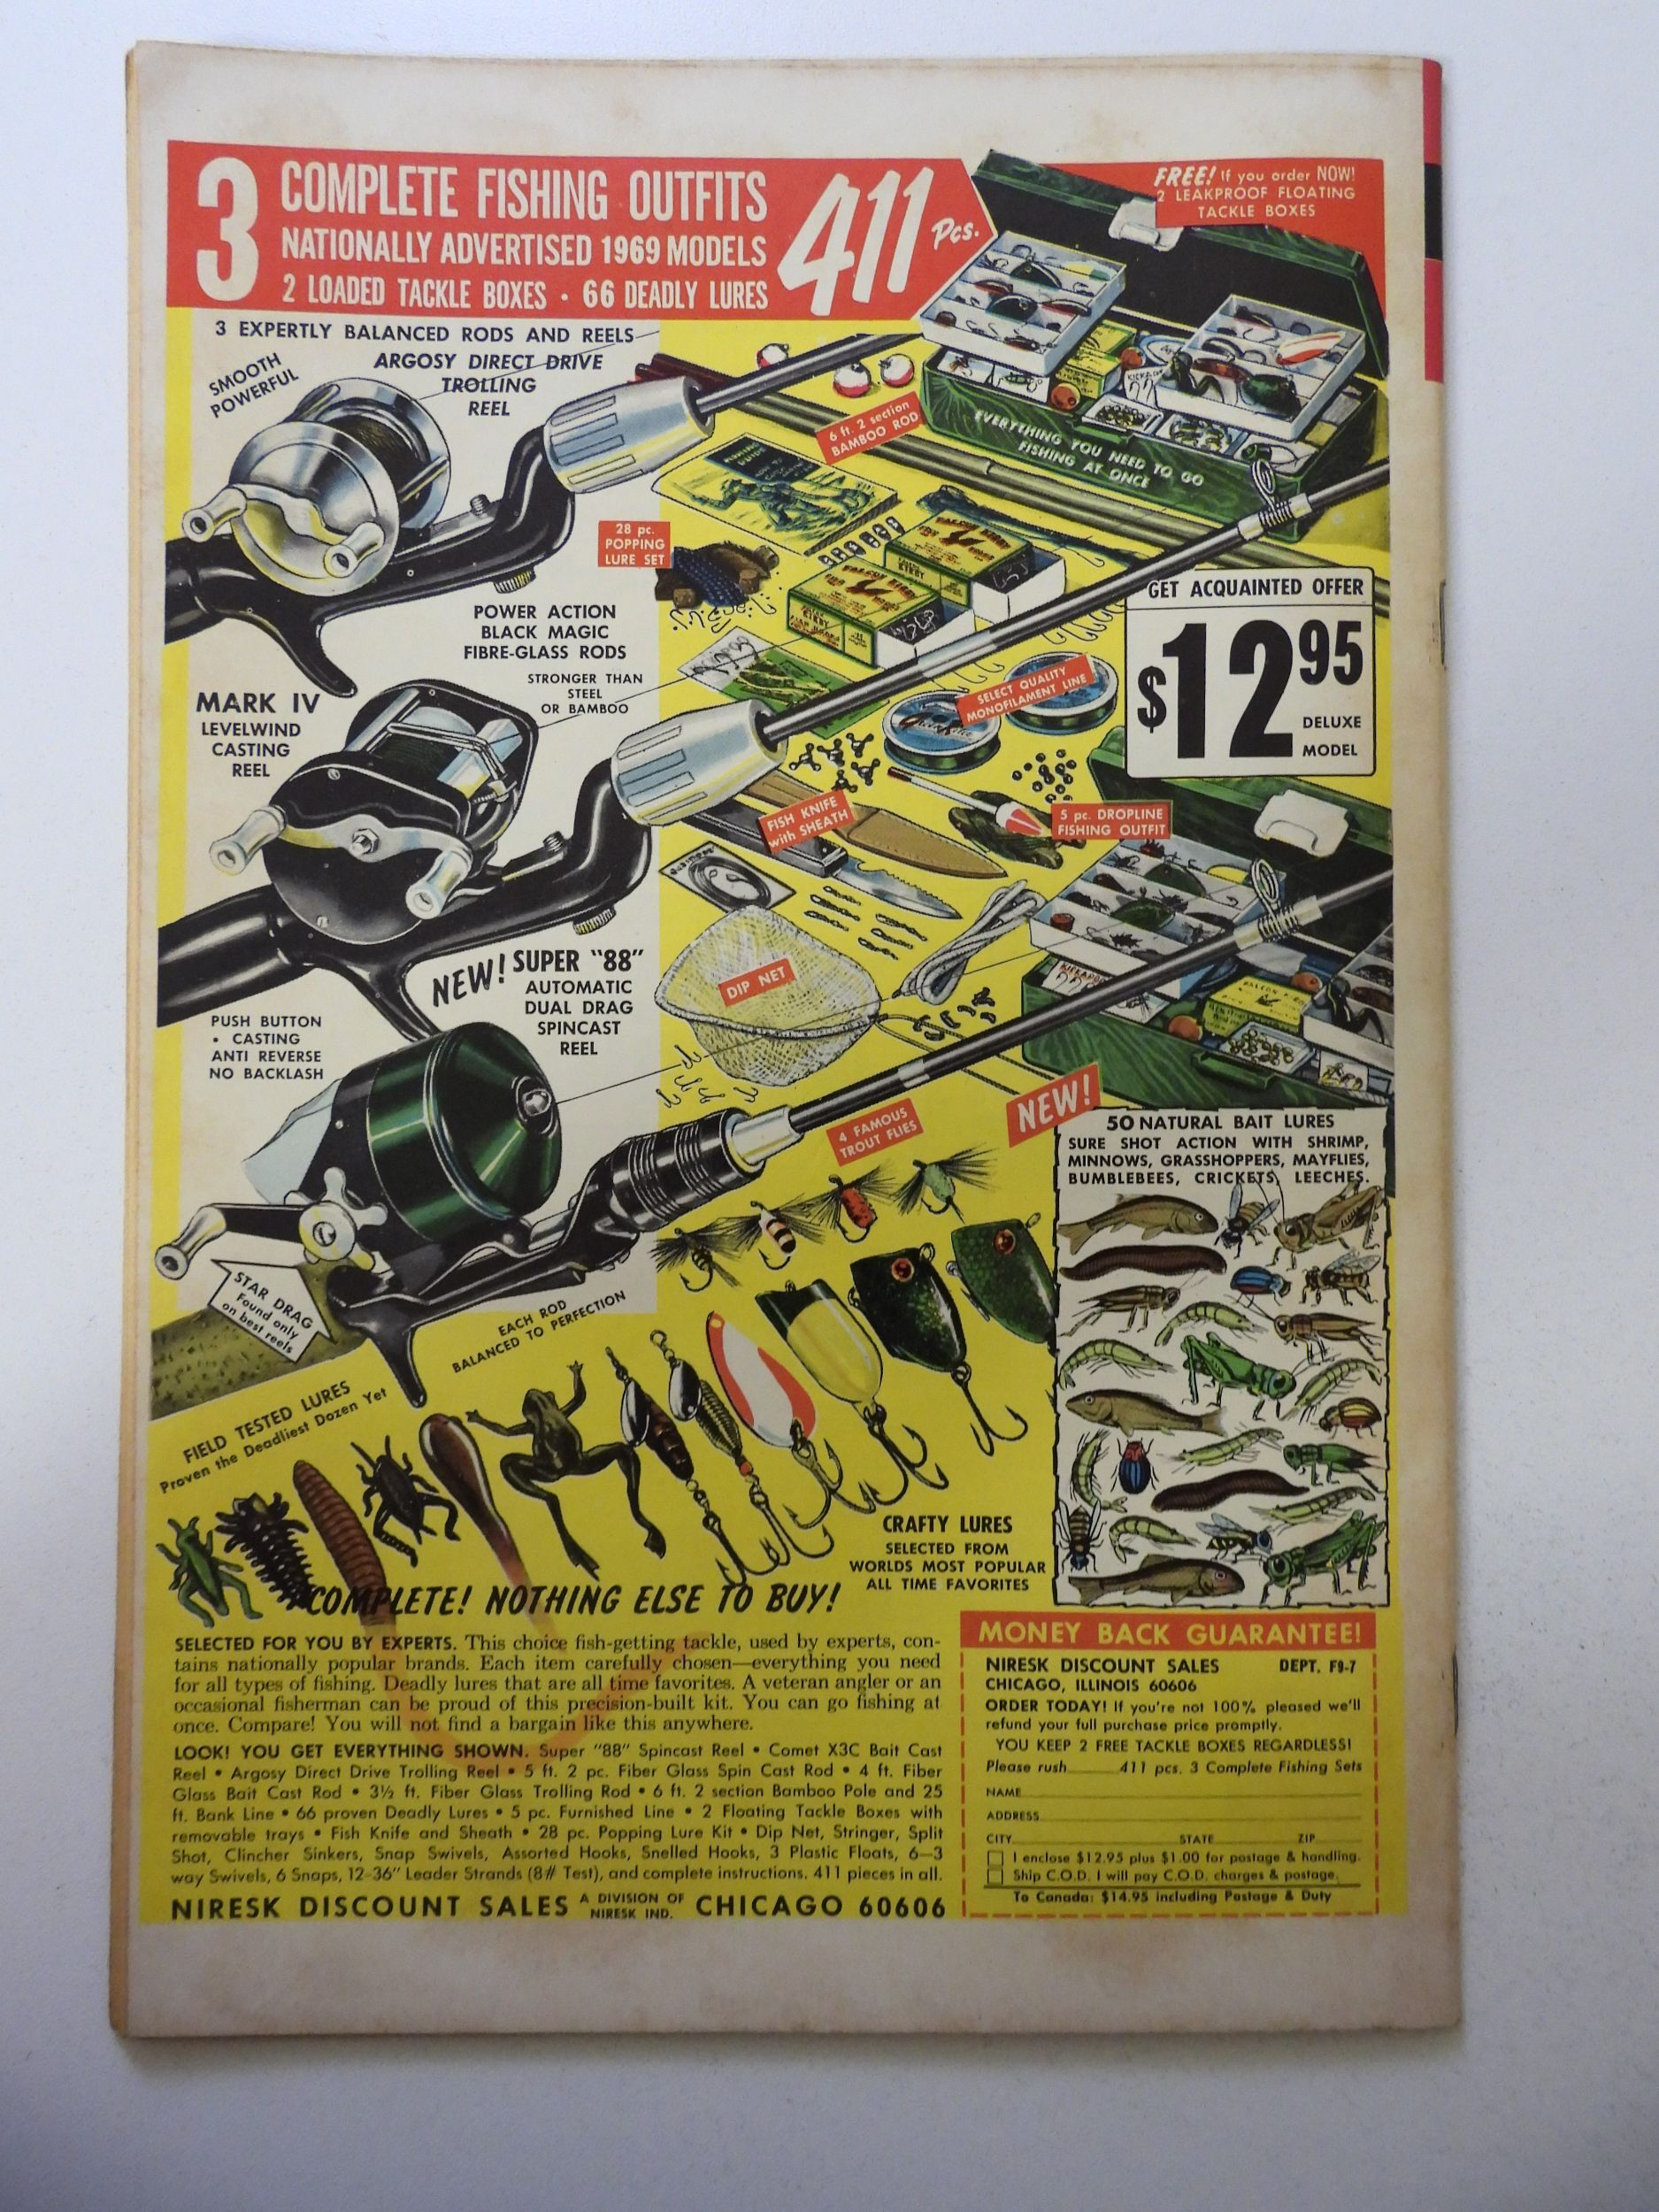 3
COMPLETE FISHING OUTFITS
NATIONALLY ADVERTISED 1969 MODELS
2 LOADED TACKLE BOXES • 66 DEADLY LURES
411 Pcs.
FREE! If you order NOW!
2 LEAKPROOF FLOATING
TACKLE BOXES
3 EXPERTLY BALANCED RODS AND REELS
SMOOTH
POWERFUL
ARGOSY DIRECT DRIVE
TROLLING
REEL
6 ft. 2 section
BAMBOO ROD
EVERYTHING YOU NEED TO GO
FISHING AT ONCE
28 pc.
POPPING
LURE SET
POWER ACTION
BLACK MAGIC
FIBRE-GLASS RODS
STRONGER THAN
STEEL
OR BAMBOO
GET ACQUAINTED OFFER
$12.95
DELUXE
MODEL
SELECT QUALITY
MONOFILAMENT LINE
MARK IV
LEVELWIND
CASTING
REEL
FISH KNIFE
with SHEATH
5 pc. DROPLINE
FISHING OUTFIT
DIP NET
NEW! SUPER "88"
AUTOMATIC
DUAL DRAG
SPINCAST
REEL
PUSH BUTTON
• CASTING
ANTI REVERSE
NO BACKLASH
4 FAMOUS
TROUT FLIES
NEW!
50 NATURAL BAIT LURES
SURE SHOT ACTION WITH SHRIMP,
MINNOWS, GRASSHOPPERS, MAYFLIES,
BUMBLEBEES, CRICKETS, LEECHES.
STAR DRAG
Found only
on best reels
EACH ROD
BALANCED TO PERFECTION
FIELD TESTED LURES
Proven the Deadliest Dozen Yet
CRAFTY LURES
SELECTED FROM
WORLDS MOST POPULAR
ALL TIME FAVORITES
COMPLETE! NOTHING ELSE TO BUY!
SELECTED FOR YOU BY EXPERTS. This choice fish-getting tackle, used by experts, con-
tains nationally popular brands. Each item carefully chosen—everything you need
for all types of fishing. Deadly lures that are all time favorites. A veteran angler or an
occasional fisherman can be proud of this precision-built kit. You can go fishing at
once. Compare! You will not find a bargain like this anywhere.
LOOK! YOU GET EVERYTHING SHOWN. Super "88" Spincast Reel • Comet X3C Bait Cast
Reel • Argosy Direct Drive Trolling Reel • 5 ft. 2 pc. Fiber Glass Spin Cast Rod • 4 ft. Fiber
Glass Bait Cast Rod • 3½ ft. Fiber Glass Trolling Rod • 6 ft. 2 section Bamboo Pole and 25
ft. Bank Line • 66 proven Deadly Lures • 5 pc. Furnished Line • 2 Floating Tackle Boxes with
removable trays • Fish Knife and Sheath • 28 pc. Popping Lure Kit • Dip Net, Stringer, Split
Shot, Clincher Sinkers, Snap Swivels, Assorted Hooks, Snelled Hooks, 3 Plastic Floats, 6—3
way Swivels, 6 Snaps, 12-36" Leader Strands (8# Test), and complete instructions. 411 pieces in all.
NIRESK DISCOUNT SALES A DIVISION OF NIRESK IND. CHICAGO 60606
MONEY BACK GUARANTEE!
NIRESK DISCOUNT SALES DEPT. F9-7
CHICAGO, ILLINOIS 60606
ORDER TODAY! If you're not 100% pleased we'll
refund your full purchase price promptly.
YOU KEEP 2 FREE TACKLE BOXES REGARDLESS!
Please rush 411 pcs. 3 Complete Fishing Sets
NAME
ADDRESS
CITY STATE ZIP
I enclose $12.95 plus $1.00 for postage & handling.
Ship C.O.D. I will pay C.O.D. charges & postage.
To Canada: $14.95 including Postage & Duty